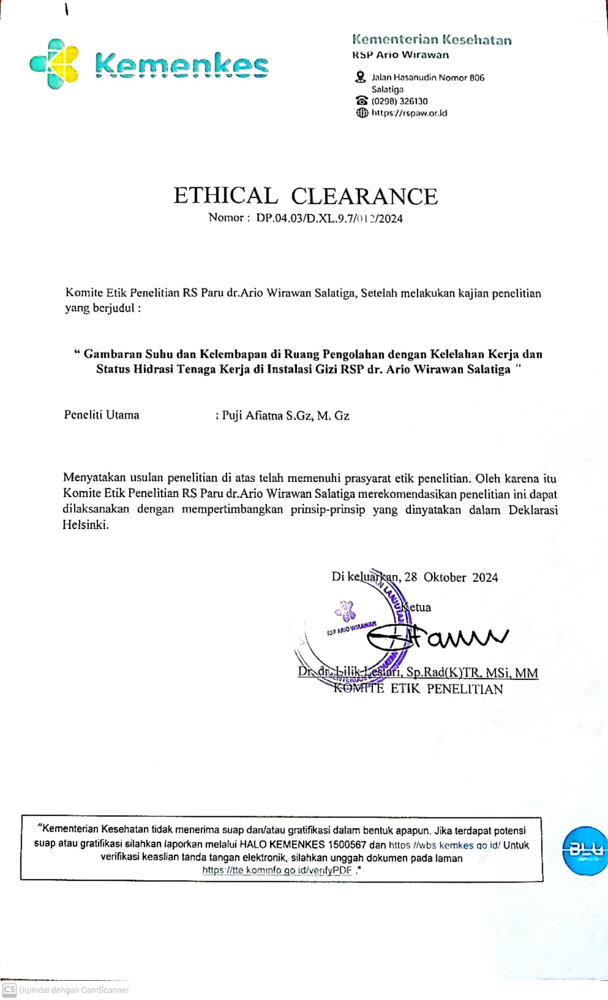 Kemenkes
Kementerian Kesehatan
RSP Ario Wirawan
Jalan Hasanudin Nomor 806
Salatiga
(0298) 326130
https://rspaw.or.id
ETHICAL CLEARANCE
Nomor : DP.04.03/D.XL.9.7/012/2024
Komite Etik Penelitian RS Paru dr.Ario Wirawan Salatiga, Setelah melakukan kajian penelitian
yang berjudul :
“ Gambaran Suhu dan Kelembapan di Ruang Pengolahan dengan Kelelahan Kerja dan
Status Hidrasi Tenaga Kerja di Instalasi Gizi RSP dr. Ario Wirawan Salatiga ”
Peneliti Utama : Puji Afiatna S.Gz, M. Gz
Menyatakan usulan penelitian di atas telah memenuhi prasyarat etik penelitian. Oleh karena itu
Komite Etik Penelitian RS Paru dr.Ario Wirawan Salatiga merekomendasikan penelitian ini dapat
dilaksanakan dengan mempertimbangkan prinsip-prinsip yang dinyatakan dalam Deklarasi
Helsinki.
Di keluarkan, 28 Oktober 2024
Ketua
LANJUTAN
RSP ARIO WIRAWAN
Dr. dr. Lilik Lestari, Sp.Rad(K)TR, MSi, MM
KOMITE ETIK PENELITIAN
“Kementerian Kesehatan tidak menerima suap dan/atau gratifikasi dalam bentuk apapun. Jika terdapat potensi
suap atau gratifikasi silahkan laporkan melalui HALO KEMENKES 1500567 dan https://wbs.kemkes.go.id/ Untuk
verifikasi keaslian tanda tangan elektronik, silahkan unggah dokumen pada laman
https://tte.kominfo.go.id/verifyPDF ."
BLU
CS Dipindai dengan CamScanner